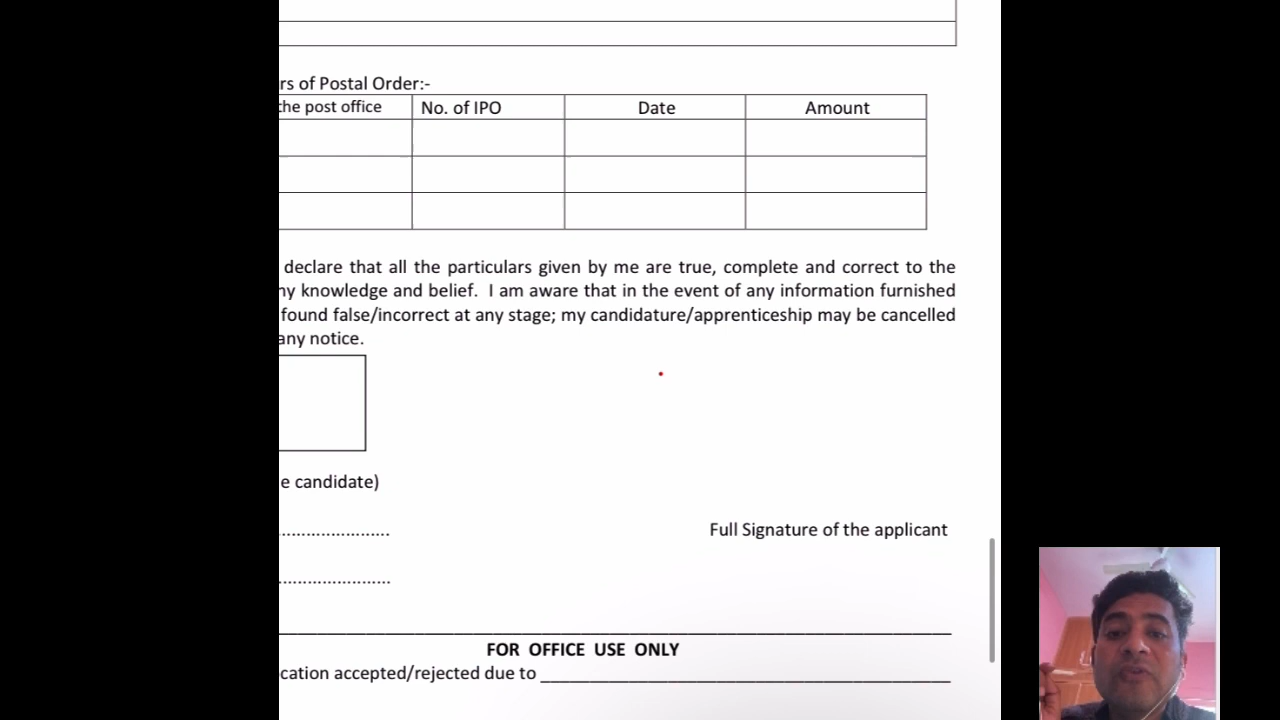 rs of Postal Order:-
the post office No. of IPO Date Amount
declare that all the particulars given by me are true, complete and correct to the
ny knowledge and belief. I am aware that in the event of any information furnished
found false/incorrect at any stage; my candidature/apprenticeship may be cancelled
any notice.
e candidate)
......................
Full Signature of the applicant
......................
FOR OFFICE USE ONLY
cation accepted/rejected due to ____________________